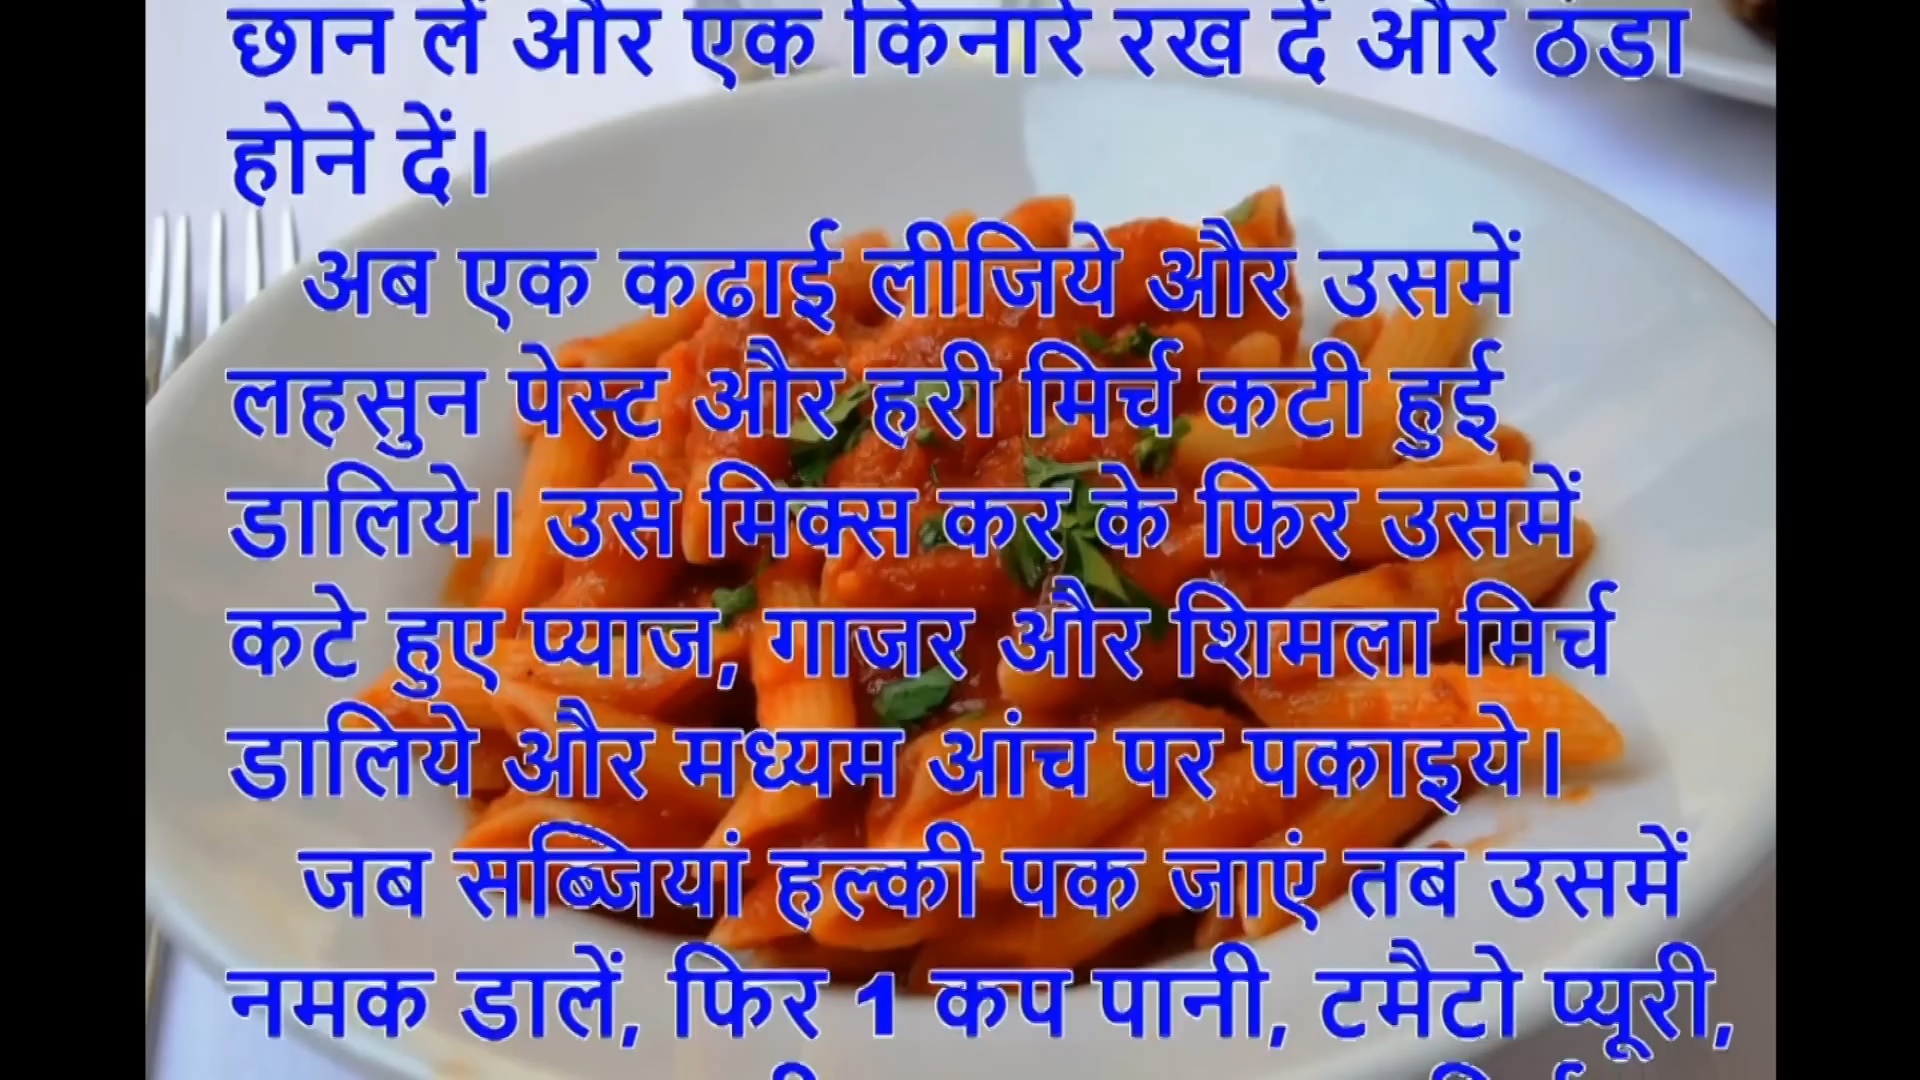 छान लें और एक किनारे रख दें और ठंडा
होने दें।
अब एक कढाई लीजिये और उसमें
लहसुन पेस्ट और हरी मिर्च कटी हुई
डालिये। उसे मिक्स कर के फिर उसमें
कटे हुए प्याज, गाजर और शिमला मिर्च
डालिये और मध्यम आंच पर पकाइये।
जब सब्जियां हल्की पक जाएं तब उसमें
नमक डालें, फिर 1 कप पानी, टमैटो प्यूरी,